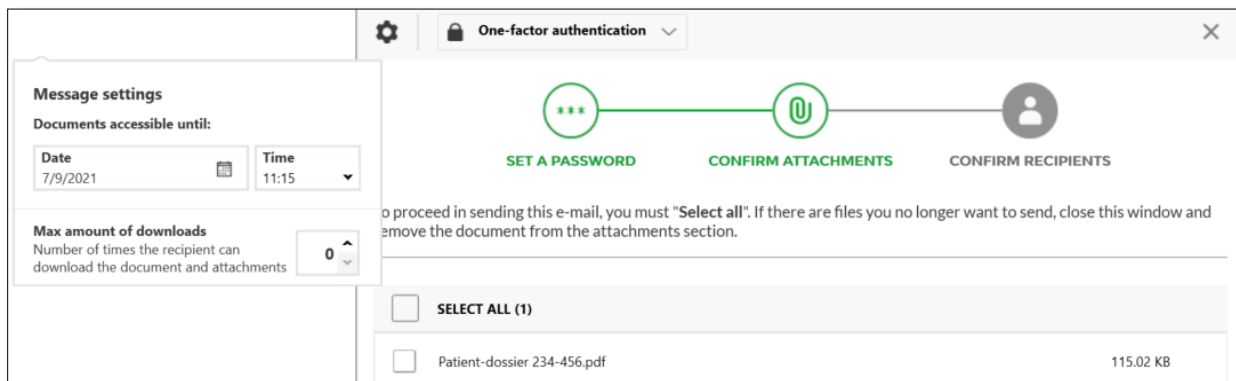 One-factor authentication
Message settings
Documents accessible until:
Date
7/9/2021
Time
11:15
Max amount of downloads
Number of times the recipient can
download the document and attachments
0
***
SET A PASSWORD
CONFIRM ATTACHMENTS
CONFIRM RECIPIENTS
o proceed in sending this e-mail, you must "Select all". If there are files you no longer want to send, close this window and
emove the document from the attachments section.
SELECT ALL (1)
Patient-dossier 234-456.pdf 115.02 KB